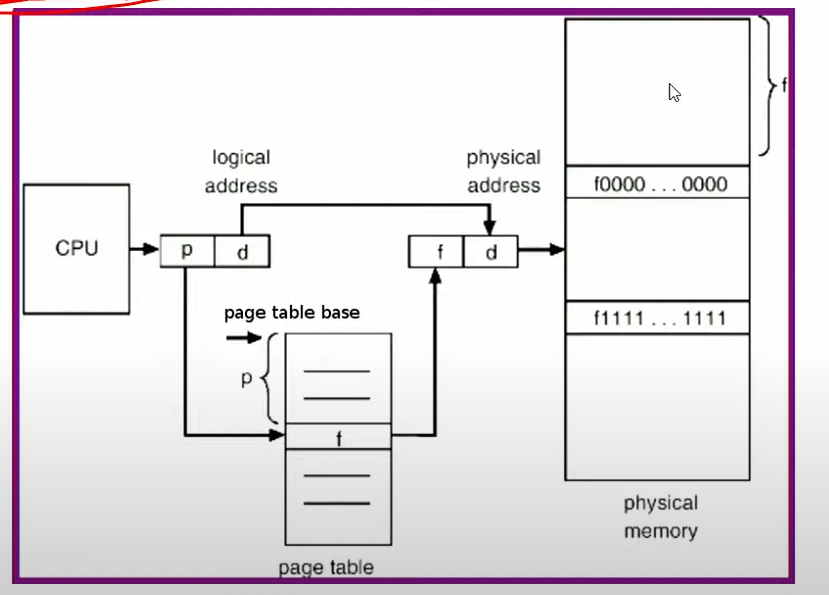 logical
address
physical
address
f
f0000 ... 0000
CPU
p
d
f
d
page table base
f1111 ... 1111
p
f
physical
memory
page table